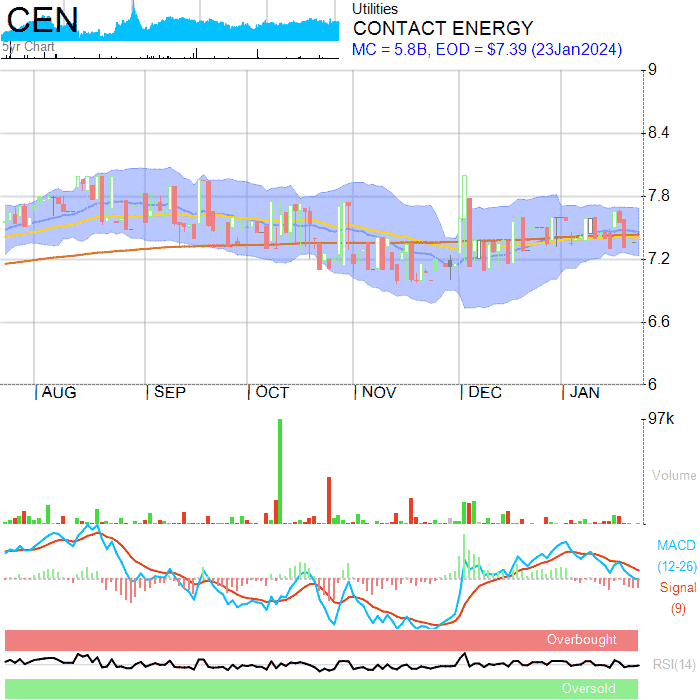 CEN
5yr Chart
Utilities
CONTACT ENERGY
MC = 5.8B, EOD = $7.39 (23Jan2024)
9
8.4
7.8
7.2
6.6
6
AUG SEP OCT NOV DEC JAN
97k
Volume
MACD
(12-26)
Signal
(9)
Overbought
RSI(14)
Oversold